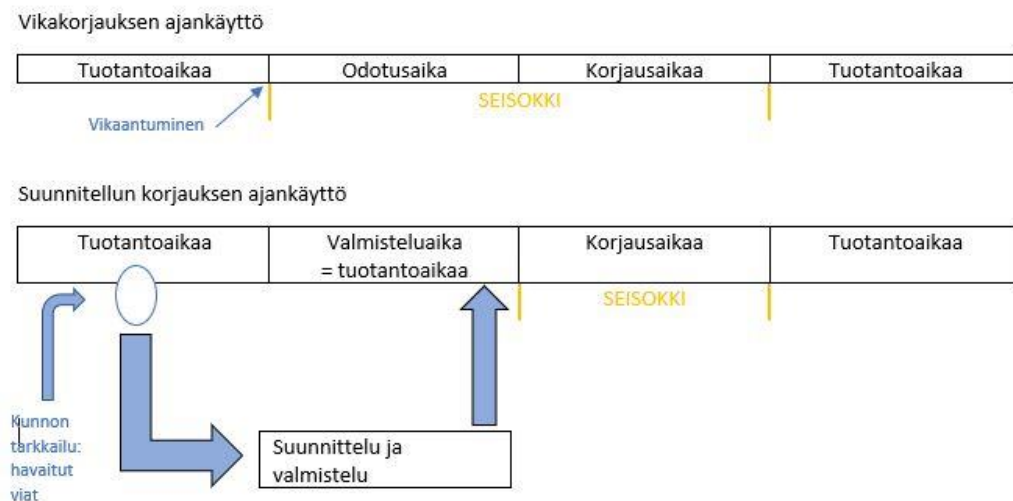 Vikakorjauksen ajankäyttö
Tuotantoaikaa Odotusaika Korjausaikaa Tuotantoaikaa
SEISOKKI
Vikaantuminen
Suunnitellun korjauksen ajankäyttö
Tuotantoaikaa Valmisteluaika Korjausaikaa Tuotantoaikaa
= tuotantoaikaa
SEISOKKI
Kunnon
tarkkailu:
havaitut
viat
Suunnittelu ja
valmistelu